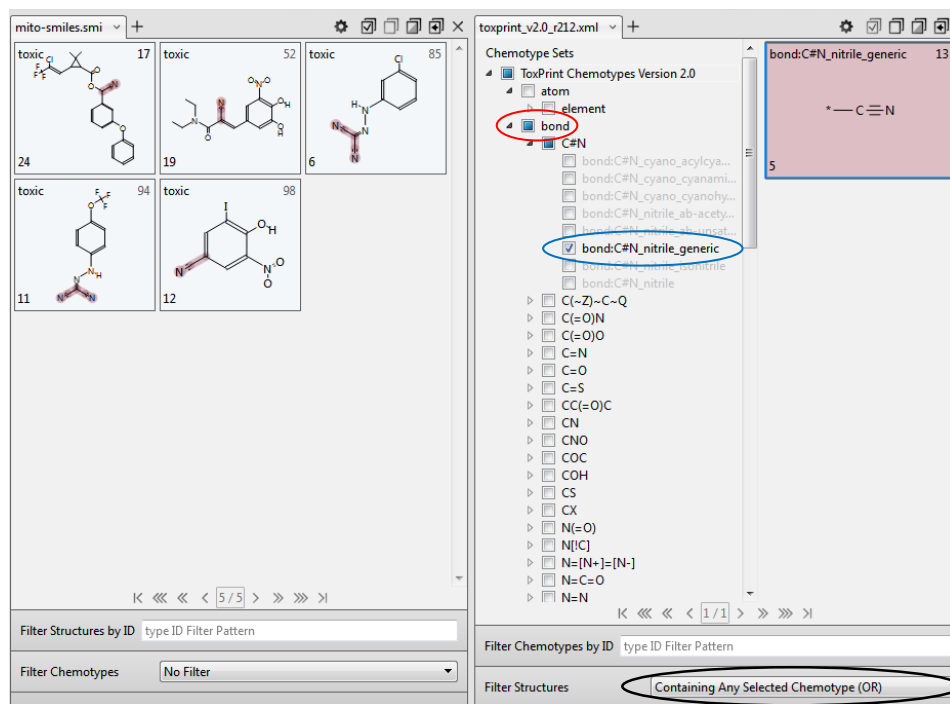 mito-smiles.smi
toxic 17
24
toxic 52
19
toxic 85
6
toxic 94
11
toxic 98
12
5 / 5
Filter Structures by ID type ID Filter Pattern
Filter Chemotypes No Filter
toxprint_v2.0_r212.xml
Chemotype Sets
ToxPrint Chemotypes Version 2.0
atom
element
bond
C#N
bond:C#N_cyano_acylcya...
bond:C#N_cyano_cyanami...
bond:C#N_cyano_cyanohy...
bond:C#N_nitrile_ab-acety...
bond:C#N_nitrile_ab-unsat...
bond:C#N_nitrile_generic
bond:C#N_nitrile_isonitrile
bond:C#N_nitrile
C(~Z)~C~Q
C(=O)N
C(=O)O
C=N
C=O
C=S
CC(=O)C
CN
CNO
COC
COH
CS
CX
N(=O)
N[!C]
N=[N+]=[N-]
N=C=O
N=N
bond:C#N_nitrile_generic 13
* C N
5
1 / 1
Filter Chemotypes by ID type ID Filter Pattern
Filter Structures Containing Any Selected Chemotype (OR)